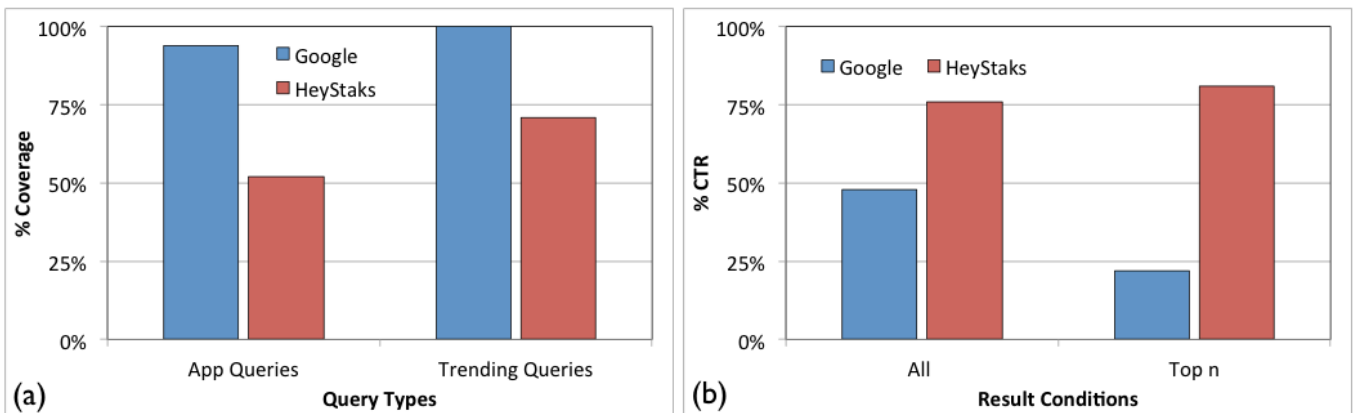 100%
75%
50%
25%
0%
% Coverage
Google
HeyStaks
App Queries
Trending Queries
Query Types
(a)
100%
75%
50%
25%
0%
% CTR
Google HeyStaks
All
Top n
Result Conditions
(b)